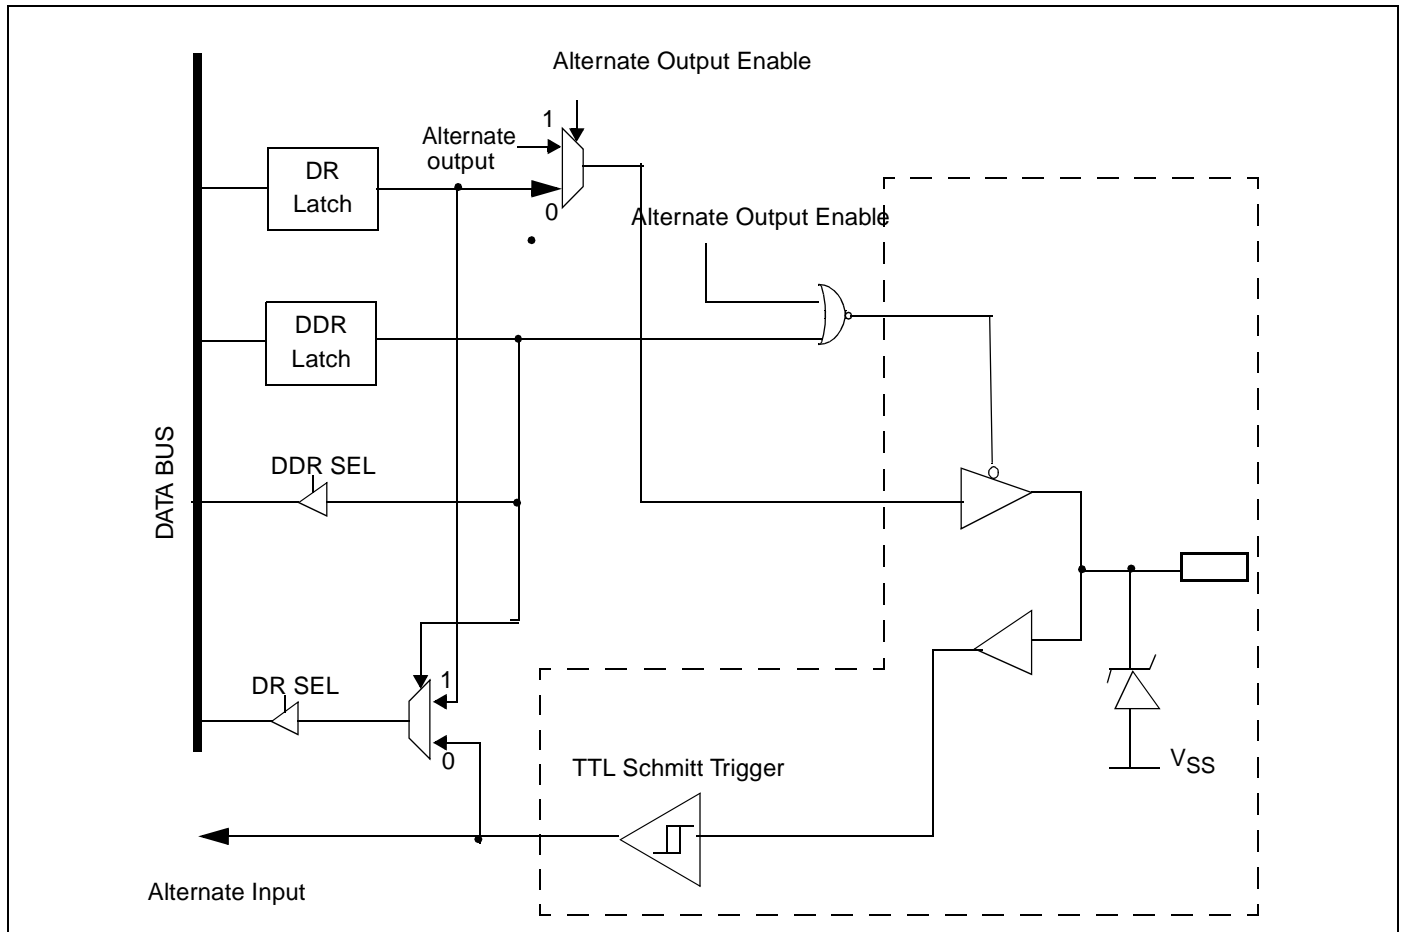 Alternate Output Enable
1
Alternate
output
DR
Latch
0
Alternate Output Enable
DDR
Latch
DATA BUS
DDR SEL
DR SEL
1
0
TTL Schmitt Trigger
VSS
Alternate Input